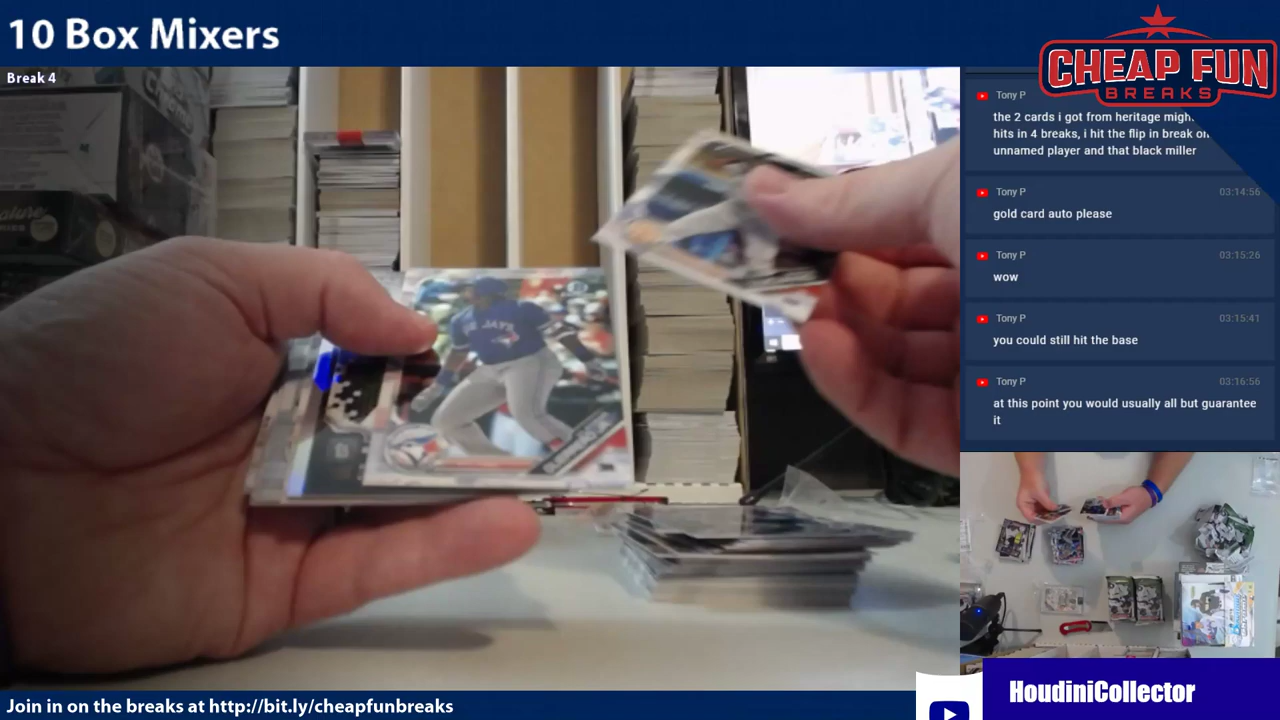 10 Box Mixers
Break 4
CHEAP FUN
BREAKS
Tony P
the 2 cards i got from heritage
hits in 4 breaks, i hit the flip in break
unnamed player and that black miller
Tony P 03:14:56
gold card auto please
Tony P 03:15:26
wow
Tony P 03:15:41
you could still hit the base
Tony P 03:16:56
at this point you would usually all but guarantee
it
HoudiniCollector
Join in on the breaks at http://bit.ly/cheapfunbreaks